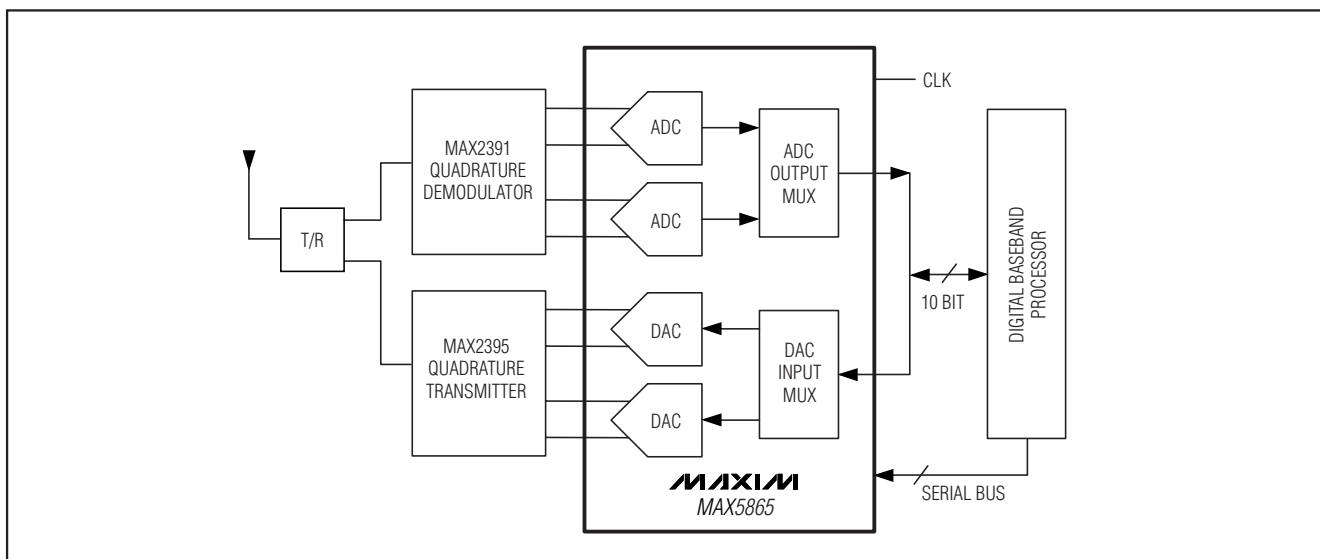 T/R
MAX2391
QUADRATURE
DEMODULATOR
MAX2395
QUADRATURE
TRANSMITTER
ADC
ADC
ADC
OUTPUT
MUX
DAC
DAC
DAC
INPUT
MUX
MAXIM
MAX5865
CLK
10 BIT
SERIAL BUS
DIGITAL BASEBAND
PROCESSOR